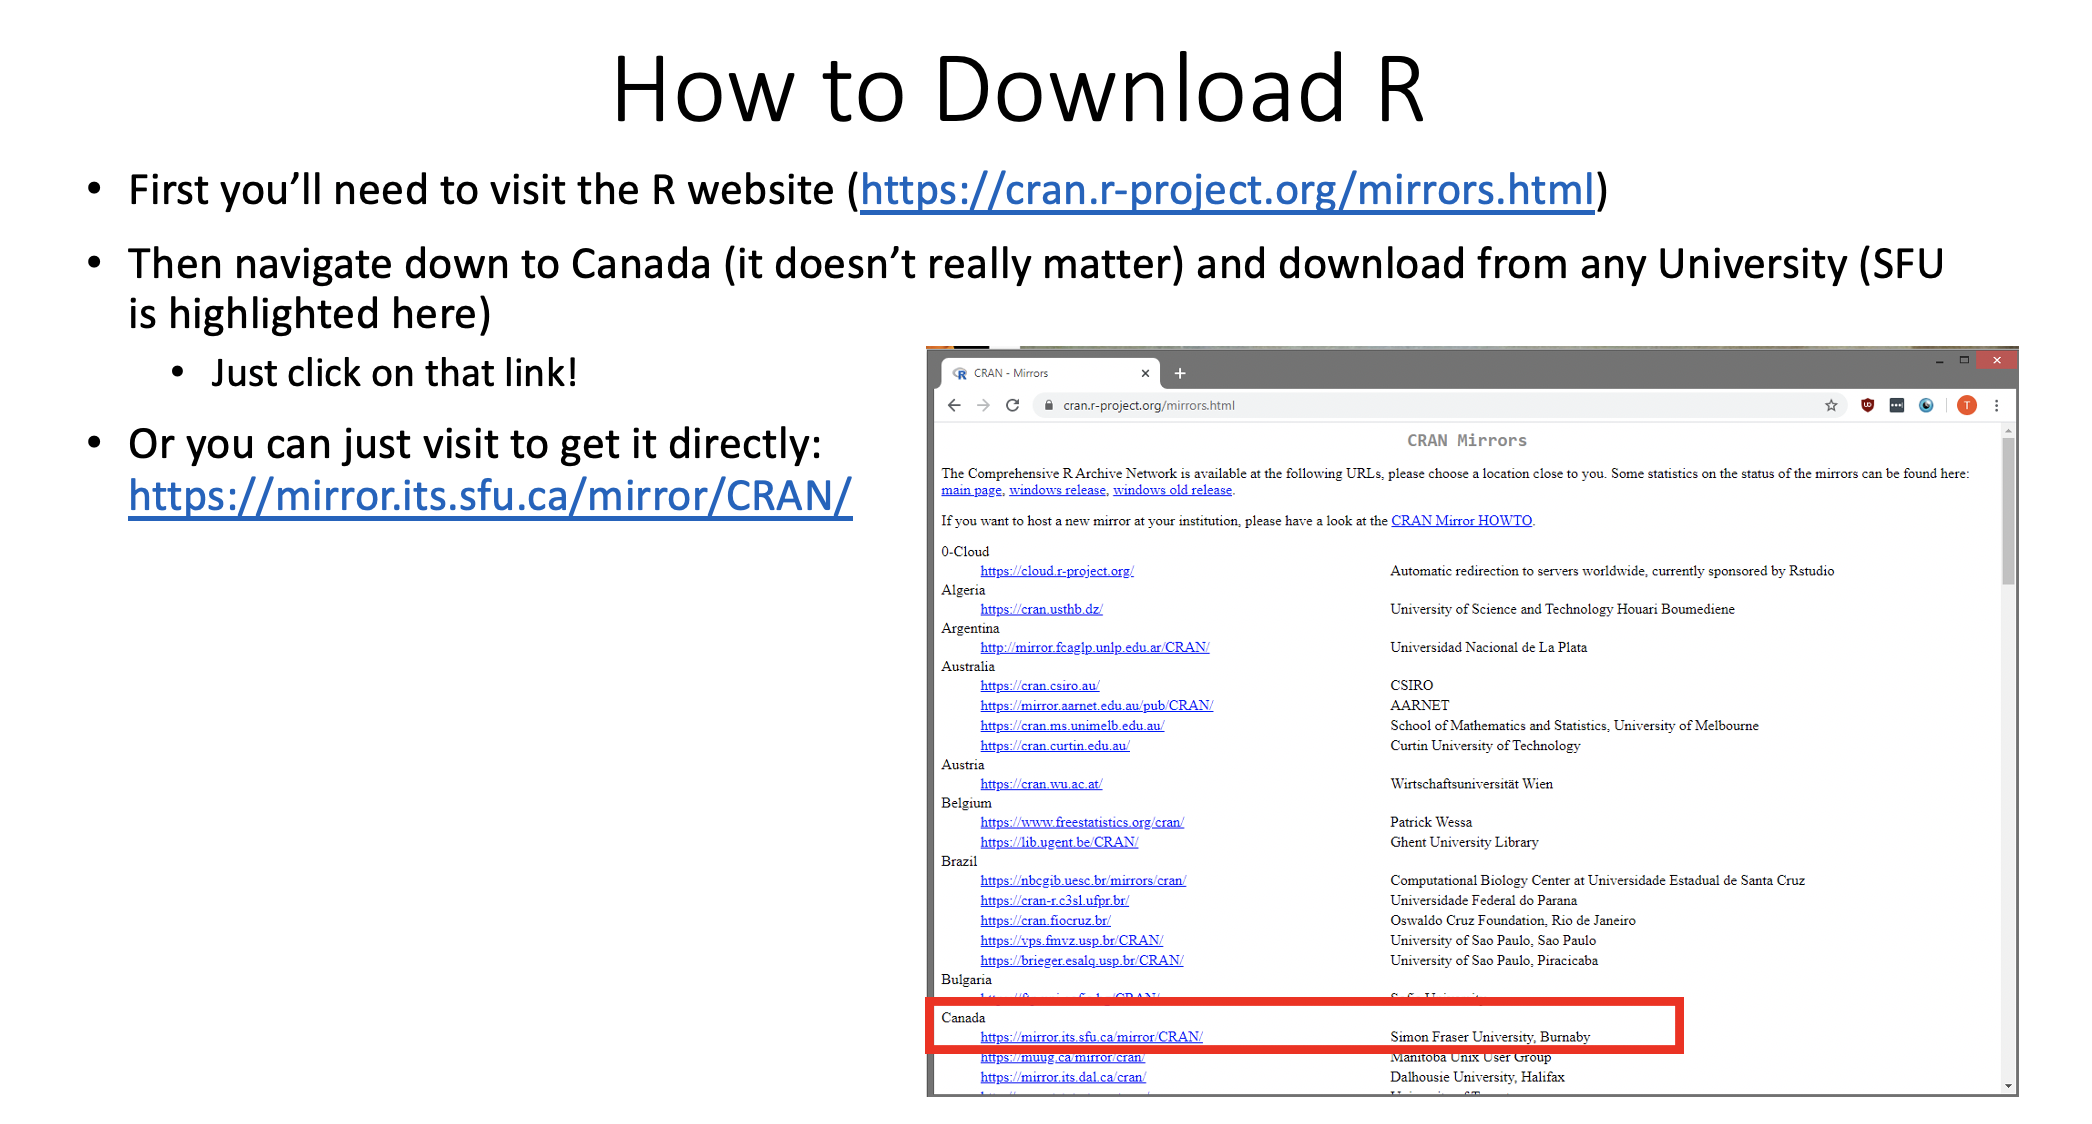 How to Download R
• First you’ll need to visit the R website (https://cran.r-project.org/mirrors.html)
• Then navigate down to Canada (it doesn’t really matter) and download from any University (SFU
is highlighted here)
• Just click on that link!
• Or you can just visit to get it directly:
https://mirror.its.sfu.ca/mirror/CRAN/
CRAN - Mirrors
cran.r-project.org/mirrors.html
T
CRAN Mirrors
The Comprehensive R Archive Network is available at the following URLs, please choose a location close to you. Some statistics on the status of the mirrors can be found here:
main page, windows release, windows old release.
If you want to host a new mirror at your institution, please have a look at the CRAN Mirror HOWTO.
0-Cloud
https://cloud.r-project.org/ Automatic redirection to servers worldwide, currently sponsored by Rstudio
Algeria
https://cran.usthb.dz/ University of Science and Technology Houari Boumediene
Argentina
http://mirror.fcaglp.unlp.edu.ar/CRAN/ Universidad Nacional de La Plata
Australia
https://cran.csiro.au/ CSIRO
https://mirror.aarnet.edu.au/pub/CRAN/ AARNET
https://cran.ms.unimelb.edu.au/ School of Mathematics and Statistics, University of Melbourne
https://cran.curtin.edu.au/ Curtin University of Technology
Austria
https://cran.wu.ac.at/ Wirtschaftsuniversität Wien
Belgium
https://www.freestatistics.org/cran/ Patrick Wessa
https://lib.ugent.be/CRAN/ Ghent University Library
Brazil
https://nbcgib.uesc.br/mirrors/cran/ Computational Biology Center at Universidade Estadual de Santa Cruz
https://cran-r.c3sl.ufpr.br/ Universidade Federal do Parana
https://cran.fiocruz.br/ Oswaldo Cruz Foundation, Rio de Janeiro
https://vps.fmvz.usp.br/CRAN/ University of Sao Paulo, Sao Paulo
https://brieger.esalq.usp.br/CRAN/ University of Sao Paulo, Piracicaba
Bulgaria
Canada
https://mirror.its.sfu.ca/mirror/CRAN/ Simon Fraser University, Burnaby
https://muug.ca/mirror/cran/ Manitoba Unix User Group
https://mirror.its.dal.ca/cran/ Dalhousie University, Halifax